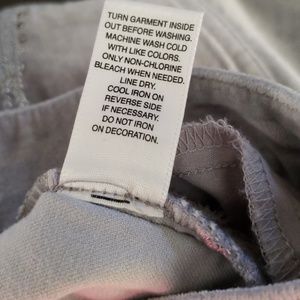 TURN GARMENT INSIDE
OUT BEFORE WASHING.
MACHINE WASH COLD
WITH LIKE COLORS.
ONLY NON-CHLORINE
BLEACH WHEN NEEDED.
LINE DRY.
COOL IRON ON
REVERSE SIDE
IF NECESSARY.
DO NOT IRON
ON DECORATION.